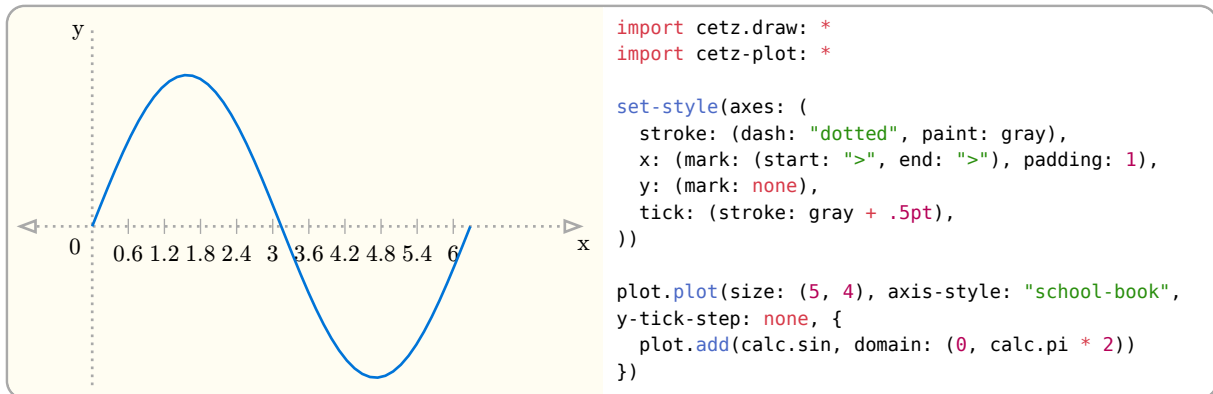 y
0
0.6 1.2 1.8 2.4 3 3.6 4.2 4.8 5.4 6
x
import cetz.draw: *
import cetz-plot: *
set-style(axes: (
  stroke: (dash: "dotted", paint: gray),
  x: (mark: (start: ">", end: ">"), padding: 1),
  y: (mark: none),
  tick: (stroke: gray + .5pt),
))
plot.plot(size: (5, 4), axis-style: "school-book",
y-tick-step: none, {
  plot.add(calc.sin, domain: (0, calc.pi * 2))
})